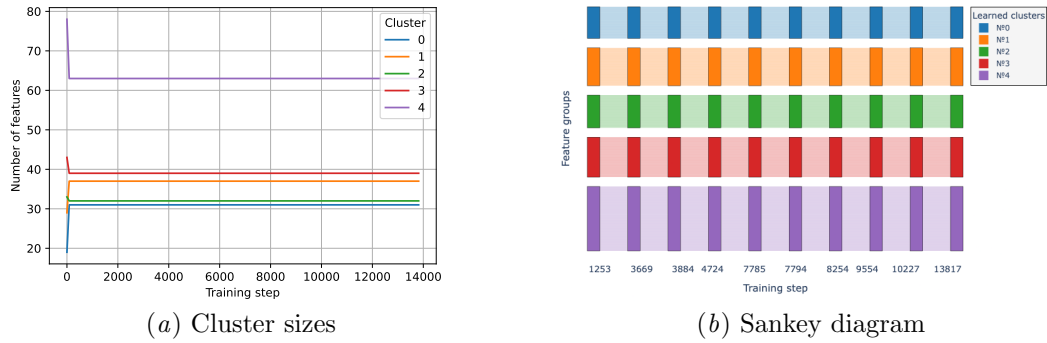 80
70
60
50
40
30
20
Number of features
0 2000 4000 6000 8000 10000 12000 14000
Training step
Cluster
0
1
2
3
4
(a) Cluster sizes
Feature groups
1253 3669 3884 4724 7785 7794 8254 9554 10227 13817
Training step
Learned clusters
№0
№1
№2
№3
№4
(b) Sankey diagram